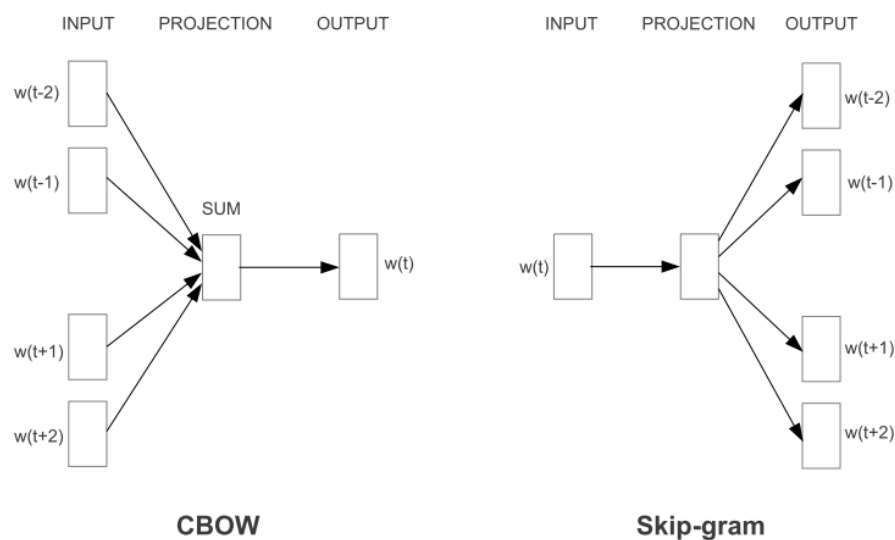 INPUT PROJECTION OUTPUT
w(t-2)
w(t-1)
SUM
w(t)
w(t+1)
w(t+2)
CBOW
INPUT PROJECTION OUTPUT
w(t-2)
w(t-1)
w(t)
w(t+1)
w(t+2)
Skip-gram